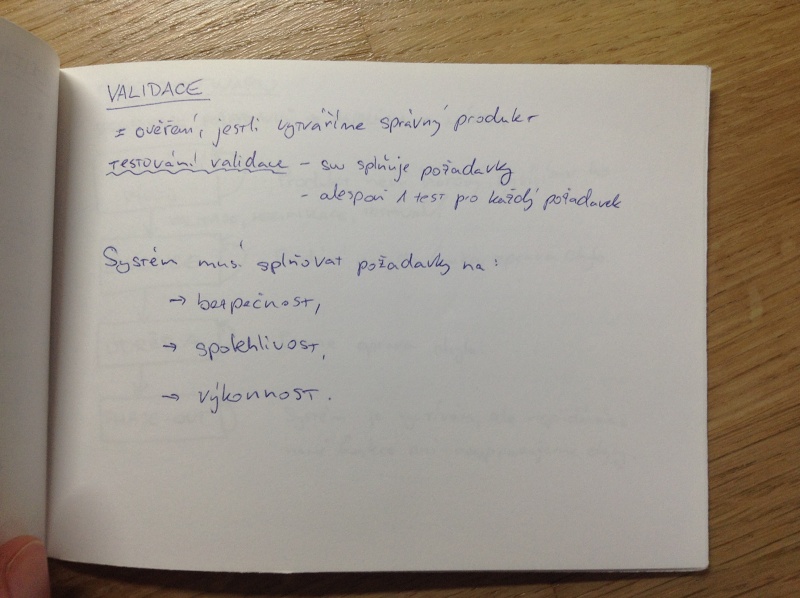 VALIDACE
= ověření, jestli vytváříme správný produkt
testování validace - sw splňuje požadavky
- alespoň 1 test pro každý požadavek
Systém musí splňovat požadavky na:
→ bezpečnost,
→ spolehlivost,
→ výkonnost.